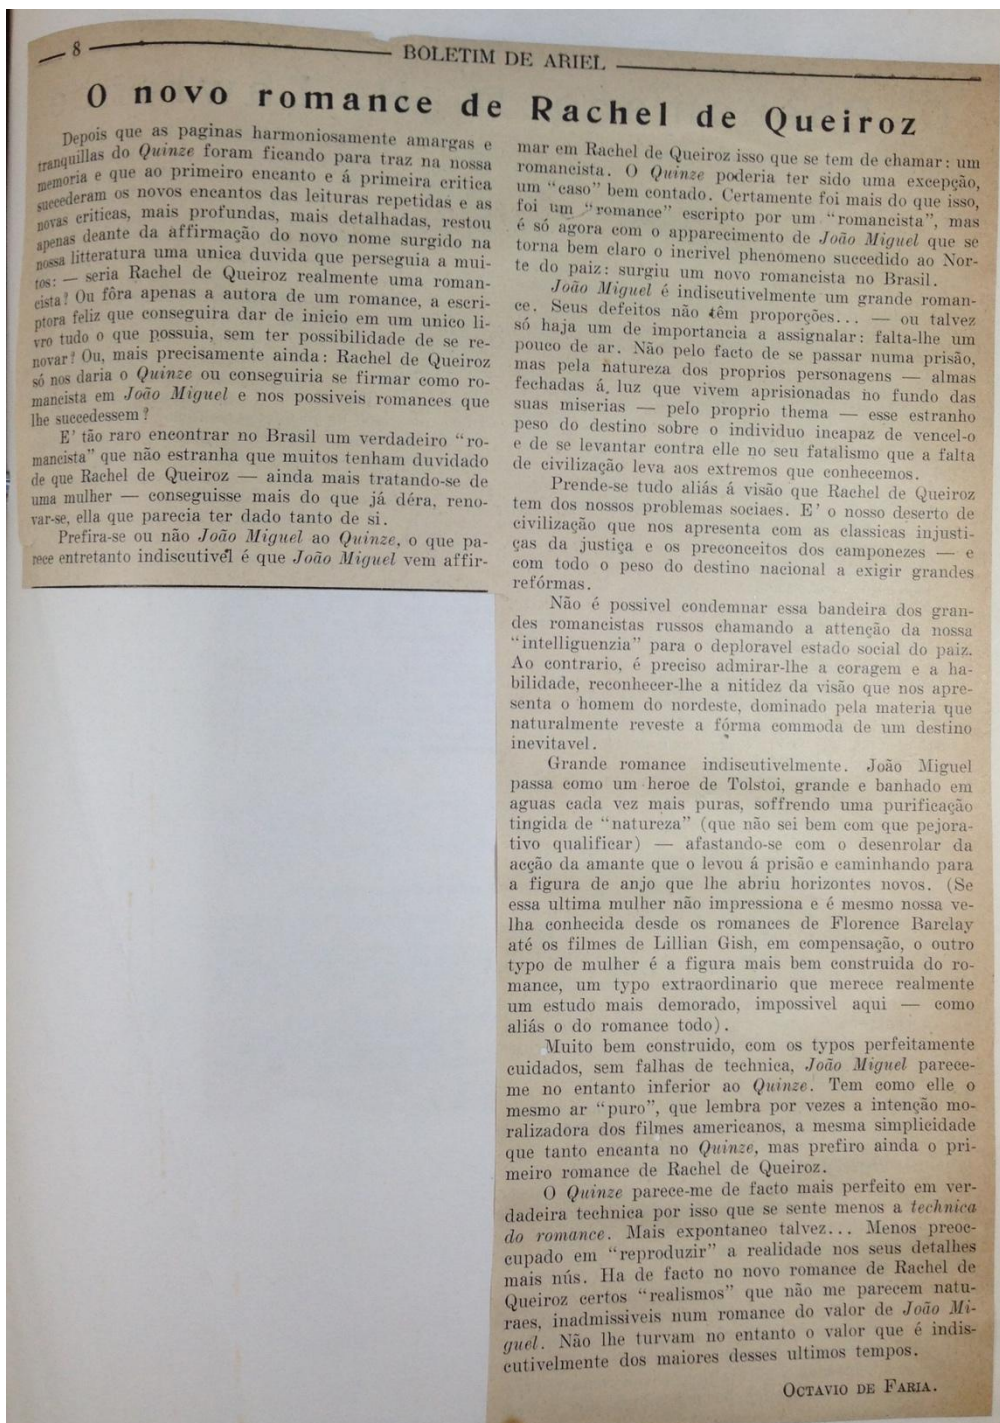 8
BOLETIM DE ARIEL
O novo romance de Rachel de Queiroz
Depois que as paginas harmoniosamente amargas e
tranquillas do Quinze foram ficando para traz na nossa
memoria e que ao primeiro encanto e á primeira critica
succederam os novos encantos das leituras repetidas e as
novas criticas, mais profundas, mais detalhadas, restou
apenas deante da affirmação do novo nome surgido na
nossa litteratura uma unica duvida que perseguia a mui-
tos: — seria Rachel de Queiroz realmente uma roman-
cista? Ou fôra apenas a autora de um romance, a escri-
ptora feliz que conseguira dar de inicio em um unico li-
vro tudo o que possuia, sem ter possibilidade de se re-
novar? Ou, mais precisamente ainda: Rachel de Queiroz
só nos daria o Quinze ou conseguiria se firmar como ro-
mancista em João Miguel e nos possiveis romances que
lhe succedessem?
E' tão raro encontrar no Brasil um verdadeiro "ro-
mancista" que não estranha que muitos tenham duvidado
de que Rachel de Queiroz — ainda mais tratando-se de
uma mulher — conseguisse mais do que já déra, reno-
var-se, ella que parecia ter dado tanto de si.
Prefira-se ou não João Miguel ao Quinze, o que pa-
rece entretanto indiscutivel é que João Miguel vem affir-
mar em Rachel de Queiroz isso que se tem de chamar: um
romancista. O Quinze poderia ter sido uma excepção,
um "caso" bem contado. Certamente foi mais do que isso,
foi um "romance" escripto por um "romancista", mas
é só agora com o apparecimento de João Miguel que se
torna bem claro o incrivel phenomeno succedido ao Nor-
te do paiz: surgiu um novo romancista no Brasil.
João Miguel é indiscutivelmente um grande roman-
ce. Seus defeitos não têm proporções... — ou talvez
só haja um de importancia a assignalar: falta-lhe um
pouco de ar. Não pelo facto de se passar numa prisão,
mas pela natureza dos proprios personagens — almas
fechadas á luz que vivem aprisionadas no fundo das
suas miserias — pelo proprio thema — esse estranho
peso do destino sobre o individuo incapaz de vencel-o
e de se levantar contra elle no seu fatalismo que a falta
de civilização leva aos extremos que conhecemos.
Prende-se tudo aliás á visão que Rachel de Queiroz
tem dos nossos problemas sociaes. E' o nosso deserto de
civilização que nos apresenta com as classicas injusti-
ças da justiça e os preconceitos dos camponezes — e
com todo o peso do destino nacional a exigir grandes
refórmas.
Não é possivel condemnar essa bandeira dos gran-
des romancistas russos chamando a attenção da nossa
"intelliguenzia" para o deploravel estado social do paiz.
Ao contrario, é preciso admirar-lhe a coragem e a ha-
bilidade, reconhecer-lhe a nitidez da visão que nos apre-
senta o homem do nordeste, dominado pela materia que
naturalmente reveste a fórma commoda de um destino
inevitavel.
Grande romance indiscutivelmente. João Miguel
passa como um heroe de Tolstoi, grande e banhado em
aguas cada vez mais puras, soffrendo uma purificação
tingida de "natureza" (que não sei bem com que pejora-
tivo qualificar) — afastando-se com o desenrolar da
acção da amante que o levou á prisão e caminhando para
a figura de anjo que lhe abriu horizontes novos. (Se
essa ultima mulher não impressiona e é mesmo nossa ve-
lha conhecida desde os romances de Florence Barclay
até os filmes de Lillian Gish, em compensação, o outro
typo de mulher é a figura mais bem construida do ro-
mance, um typo extraordinario que merece realmente
um estudo mais demorado, impossivel aqui — como
aliás o do romance todo).
Muito bem construido, com os typos perfeitamente
cuidados, sem falhas de technica, João Miguel parece-
me no entanto inferior ao Quinze. Tem como elle o
mesmo ar "puro", que lembra por vezes a intenção mo-
ralizadora dos filmes americanos, a mesma simplicidade
que tanto encanta no Quinze, mas prefiro ainda o pri-
meiro romance de Rachel de Queiroz.
O Quinze parece-me de facto mais perfeito em ver-
dadeira technica por isso que se sente menos a technica
do romance. Mais expontaneo talvez... Menos preoc-
cupado em "reproduzir" a realidade nos seus detalhes
mais nús. Ha de facto no novo romance de Rachel de
Queiroz certos "realismos" que não me parecem natu-
raes, inadmissiveis num romance do valor de João Mi-
guel. Não lhe turvam no entanto o valor que é indis-
cutivelmente dos maiores desses ultimos tempos.
OCTAVIO DE FARIA.